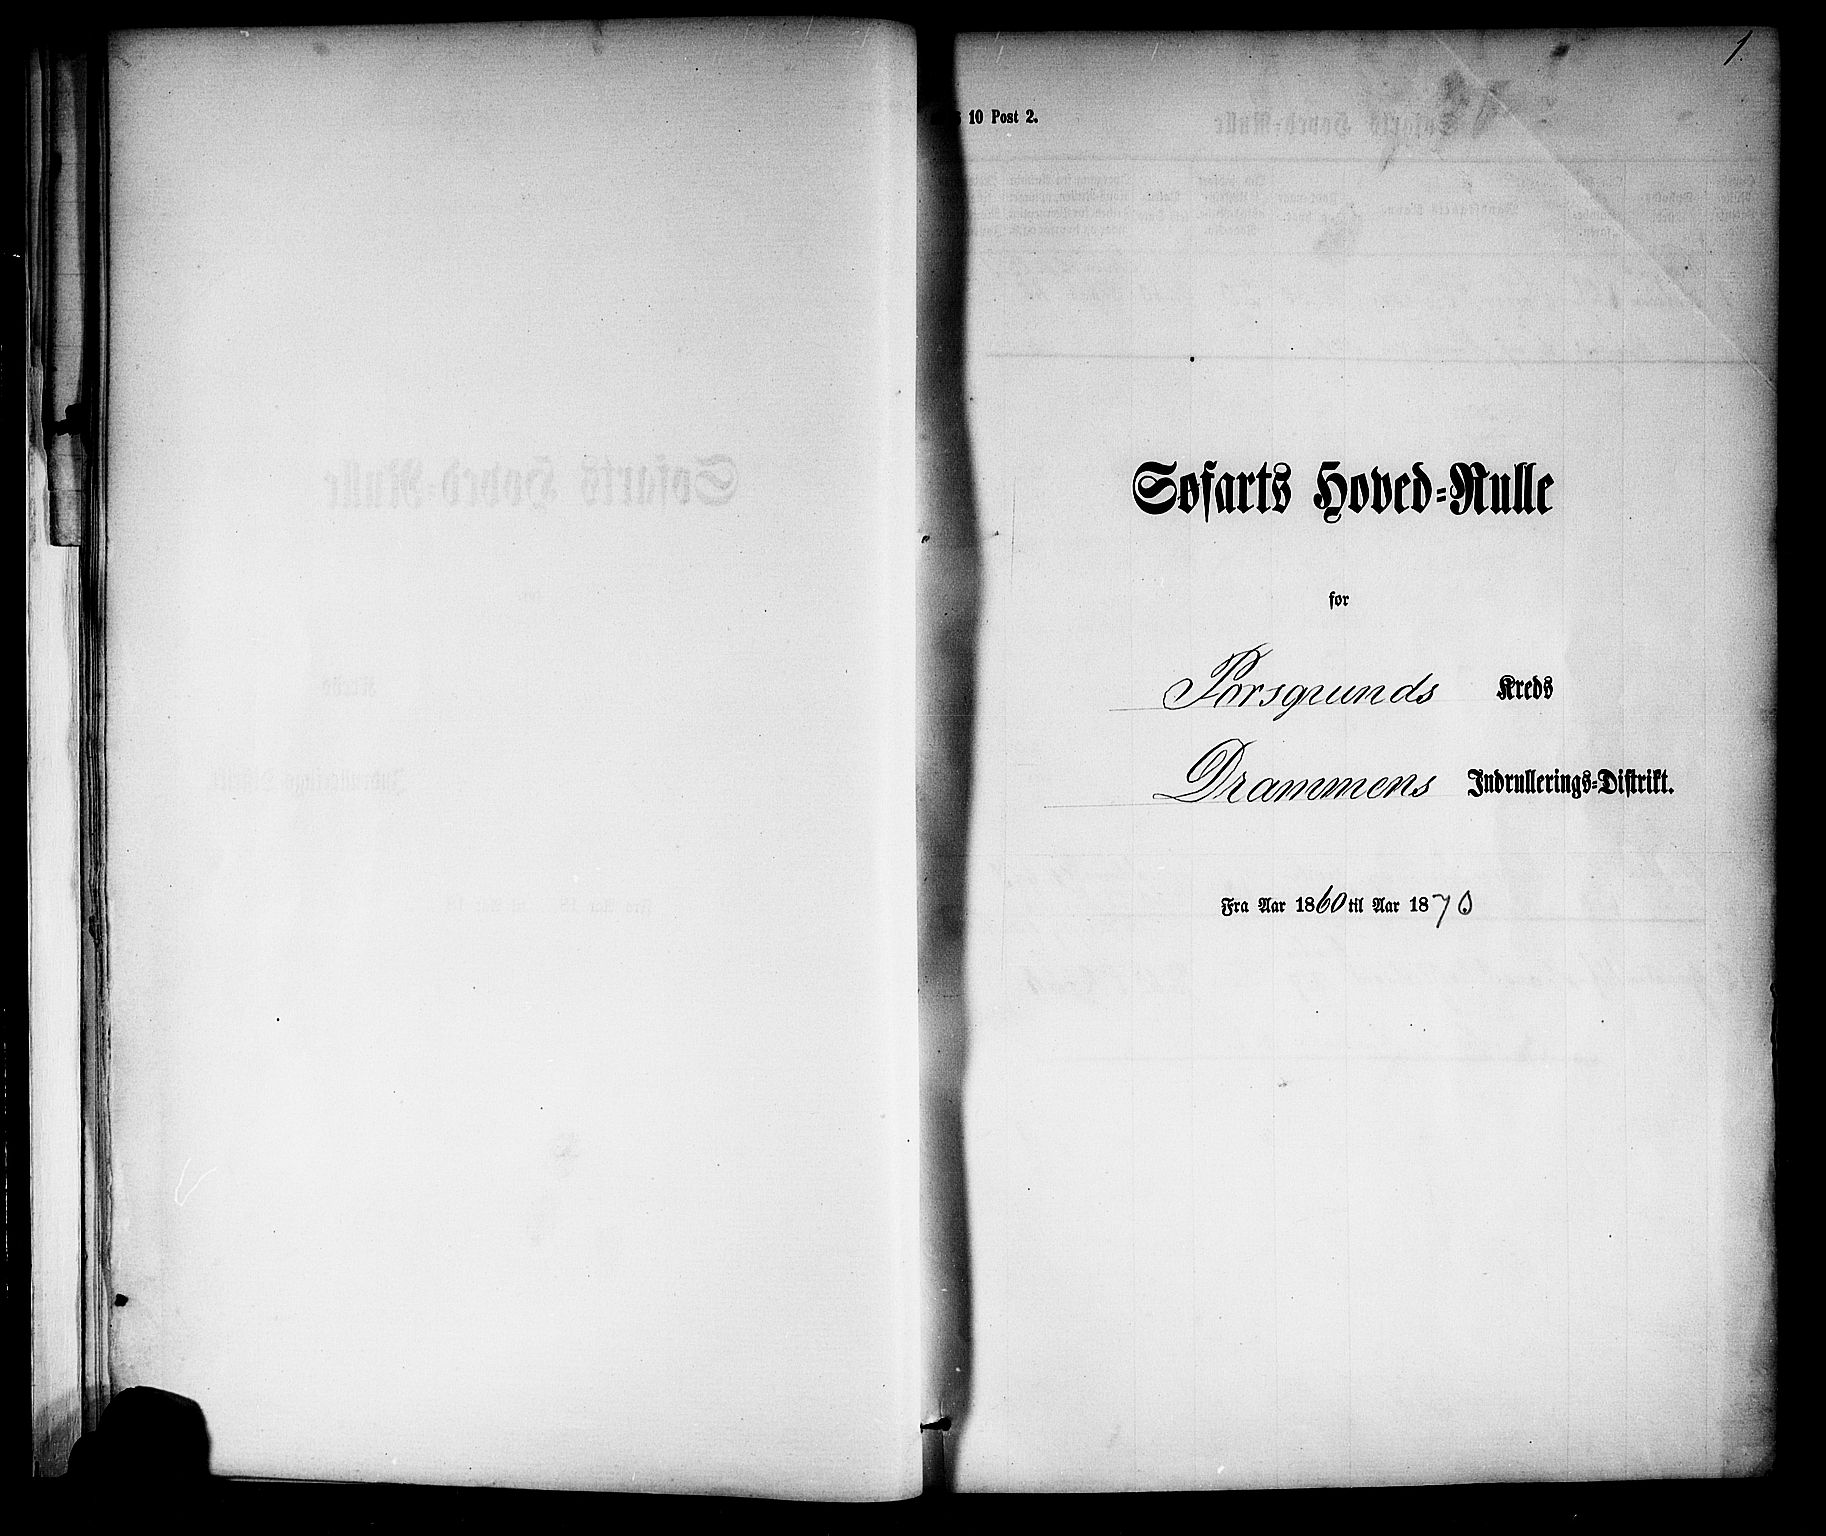 1.
10 Post 2.
Søfarts Hoved-Rulle
for
Porsgrunds Kreds
Drammens Indrullerings-Distrikt.
Fra Aar 1860 til Aar 1870